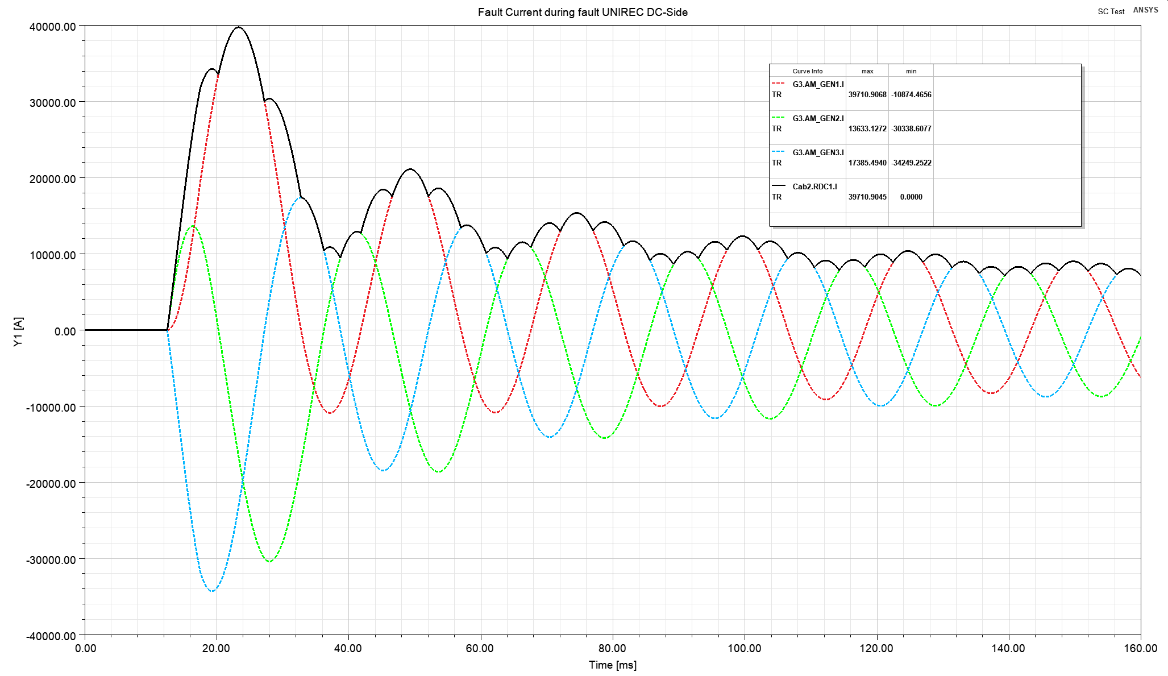 Fault Current during fault UNIREC DC-Side
SC Test ANSYS
40000.00
30000.00
20000.00
10000.00
0.00
-10000.00
-20000.00
-30000.00
-40000.00
Y1 [A]
Curve Info max min
G3.AM_GEN1.I
TR 39710.9068 -10874.4656
G3.AM_GEN2.I
TR 13633.1272 -30338.6077
G3.AM_GEN3.I
TR 17385.4940 -34249.2522
Cab2.RDC1.I
TR 39710.9045 0.0000
0.00 20.00 40.00 60.00 80.00 100.00 120.00 140.00 160.00
Time [ms]